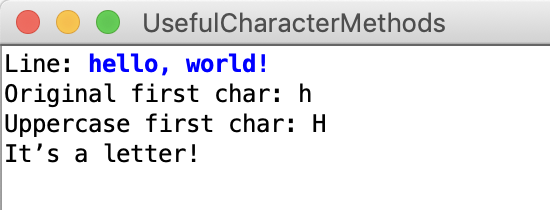 UsefulCharacterMethods
Line: hello, world!
Original first char: h
Uppercase first char: H
It’s a letter!